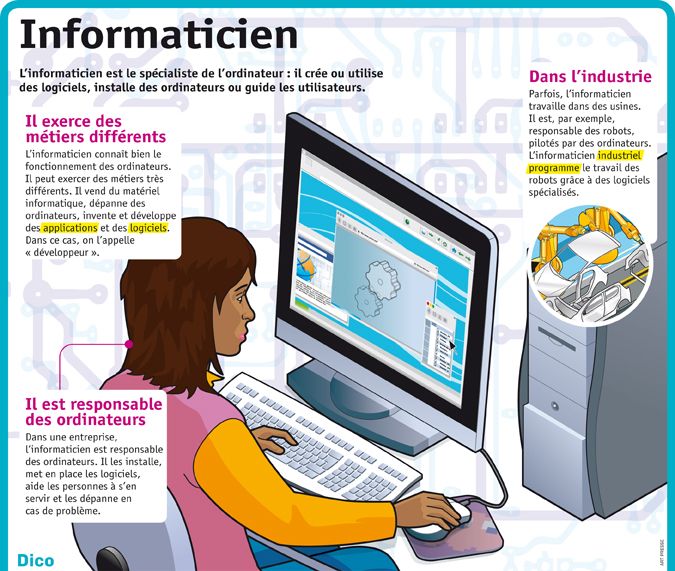 Informaticien
L'informaticien est le spécialiste de l'ordinateur : il crée ou utilise
des logiciels, installe des ordinateurs ou guide les utilisateurs.
Il exerce des
métiers différents
L'informaticien connait bien le
fonctionnement des ordinateurs.
Il peut exercer des métiers très
différents. Il vend du matériel
informatique, dépanne des
ordinateurs, invente et développe
des applications et des logiciels.
Dans ce cas, on l'appelle
« développeur ».
Dans l'industrie
Parfois, l'informaticien
travaille dans des usines.
Il est, par exemple,
responsable des robots,
pilotés par des ordinateurs.
L'informaticien industriel
programme le travail des
robots grâce à des logiciels
spécialisés.
Il est responsable
des ordinateurs
Dans une entreprise,
l'informaticien est responsable
des ordinateurs. Il les installe,
met en place les logiciels,
aide les personnes à s'en
servir et les dépanne en
cas de problème.
Dico
ART PRESSE